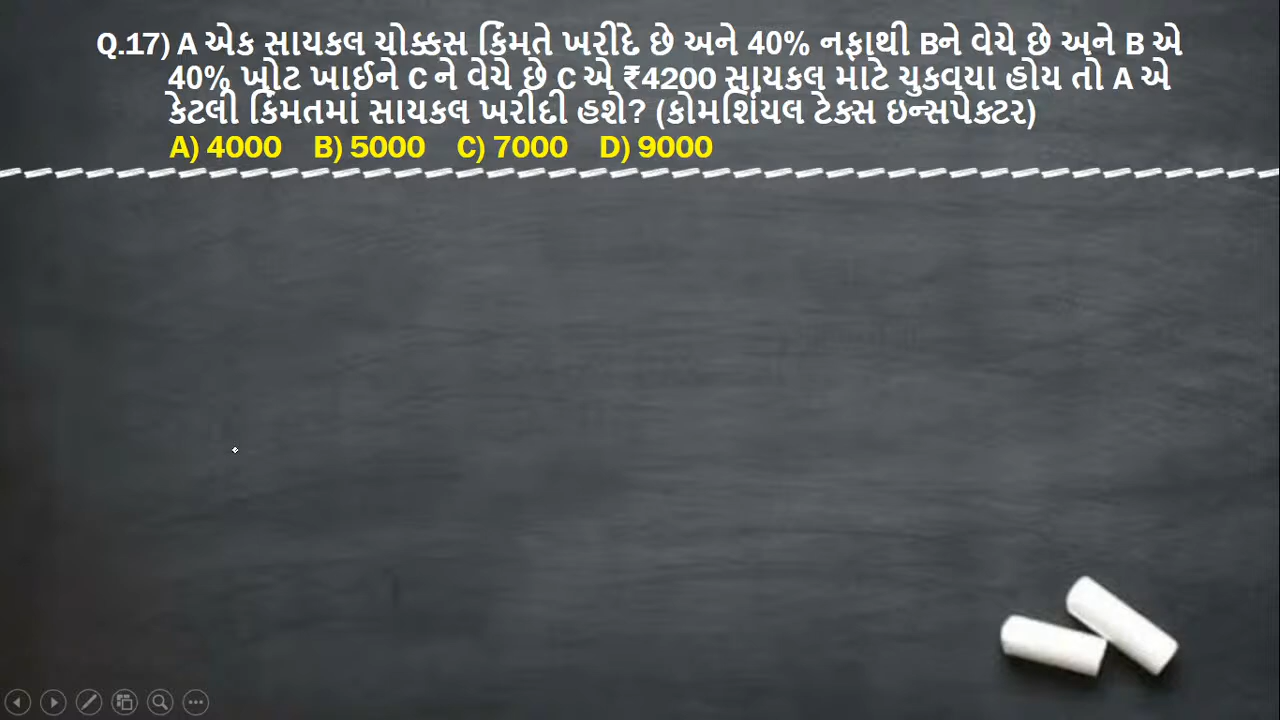 Q.17) A એક સાયકલ ચોક્કસ કિંમતે ખરીદે છે અને 40% નફાથી Bને વેચે છે અને B એ
40% ખોટ ખાઈને C ને વેચે છે C એ ₹4200 સાયકલ માટે ચુકવયા હોય તો A એ
કેટલી કિંમતમાં સાયકલ ખરીદી હશે? (કોમર્શિયલ ટેક્સ ઇન્સપેક્ટર)
A) 4000 B) 5000 C) 7000 D) 9000